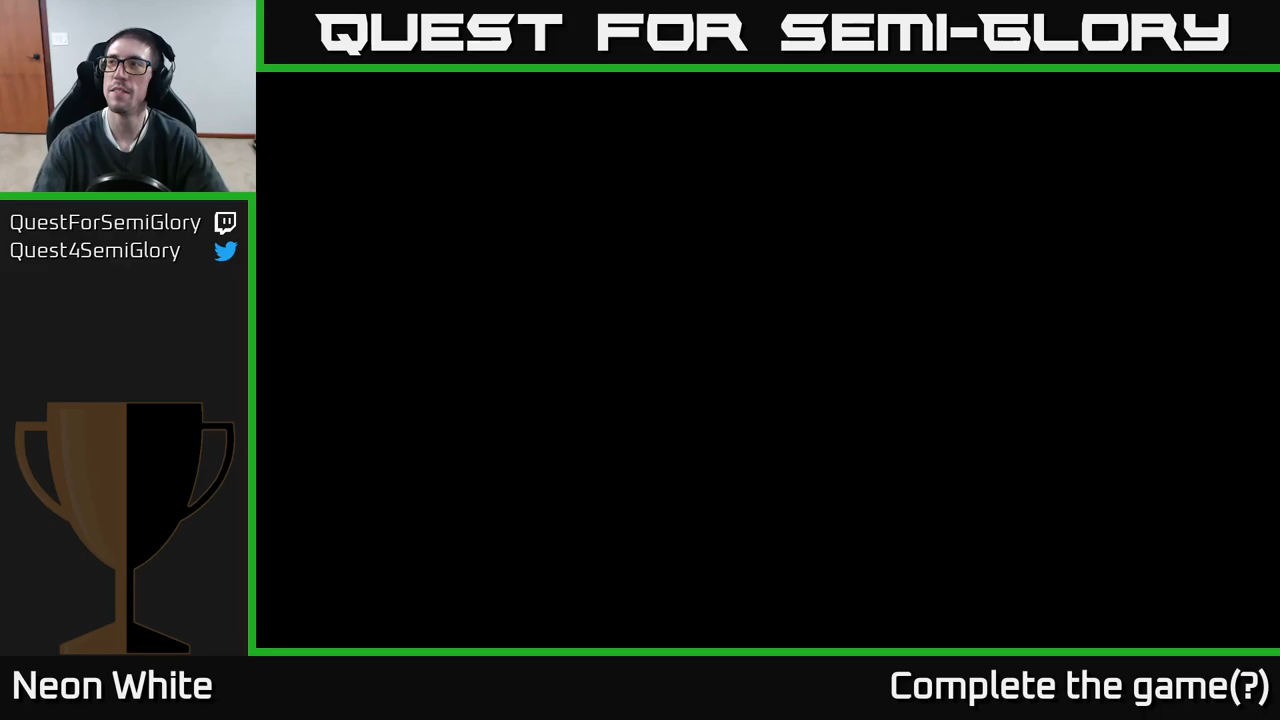 QUEST FOR SEMI-GLORY
QuestForSemiGlory
Quest4SemiGlory
Neon White
Complete the game(?)